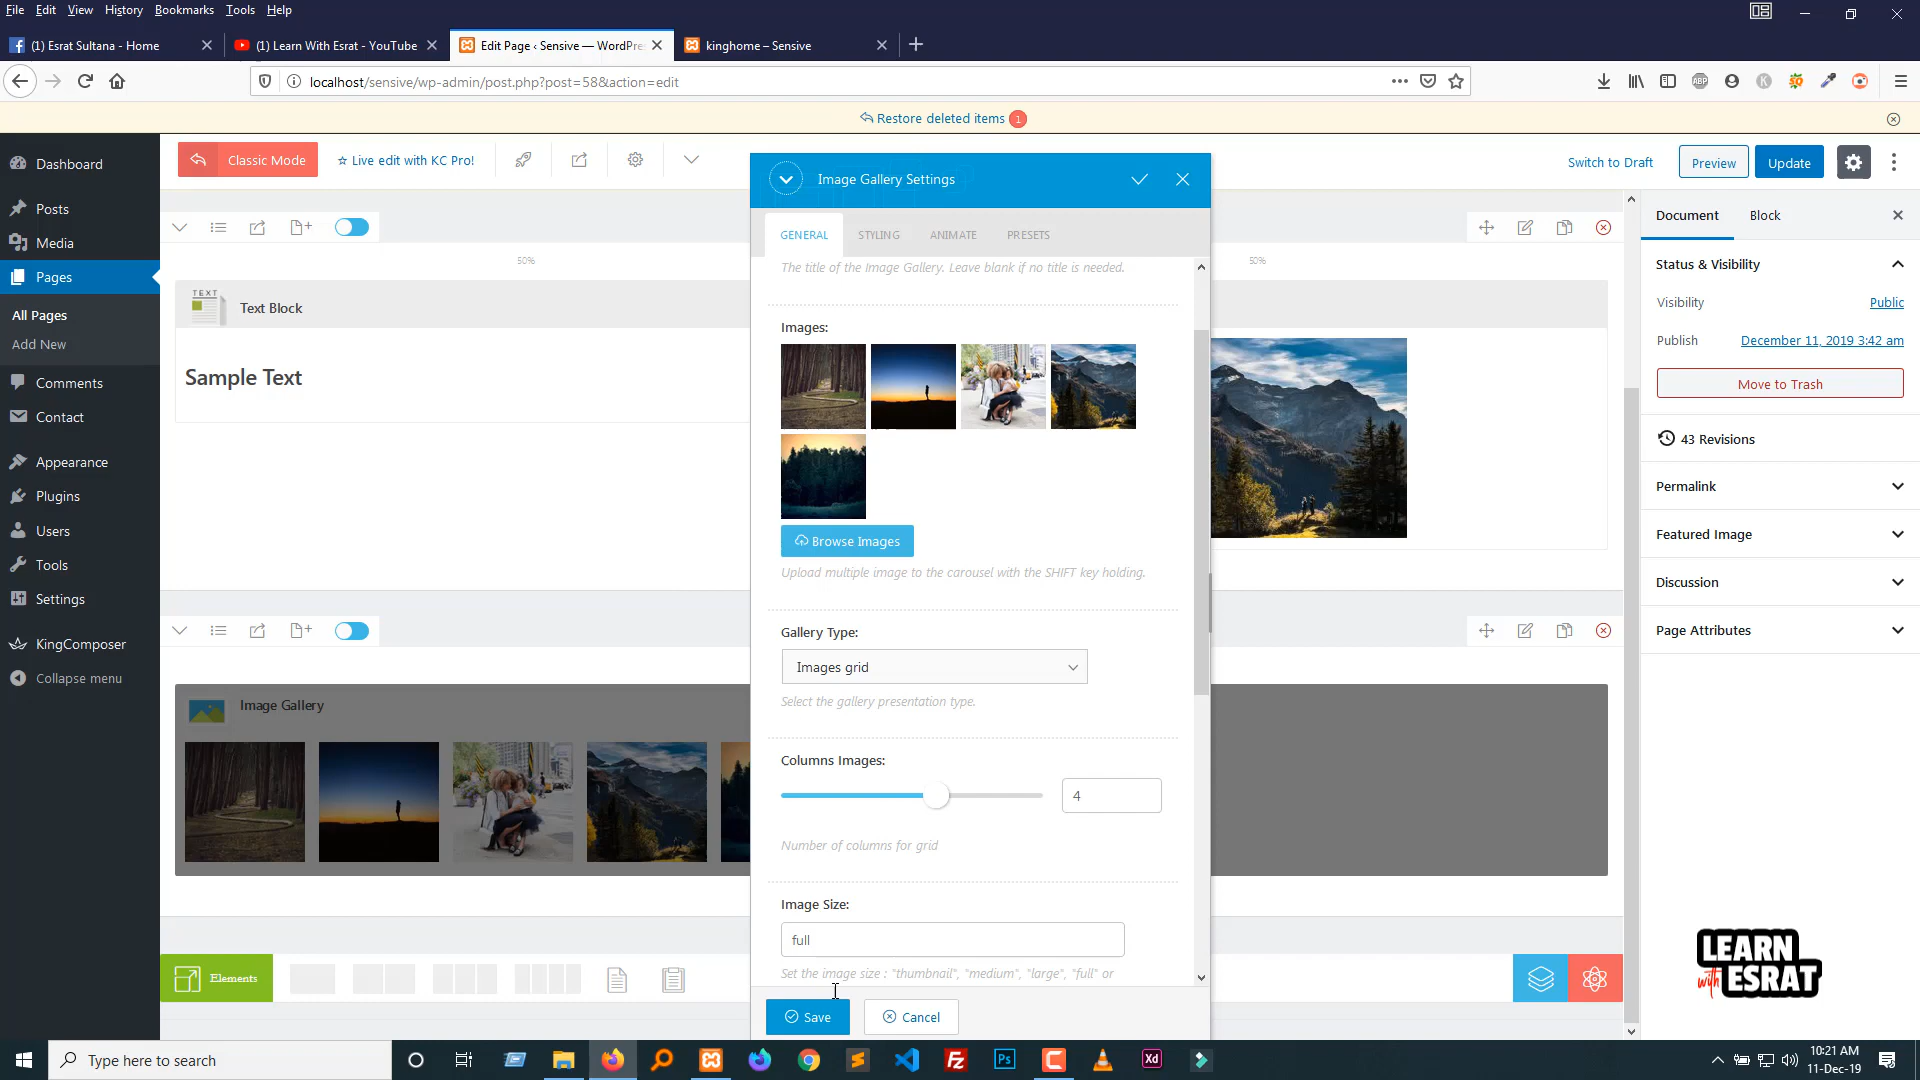 File Edit View History Bookmarks Tools Help
(1) Esrat Sultana - Home
(1) Learn With Esrat - YouTube
Edit Page ‹ Sensive — WordPre
kinghome – Sensive
localhost/sensive/wp-admin/post.php?post=58&action=edit
Restore deleted items 1
Dashboard
Posts
Media
Pages
All Pages
Add New
Comments
Contact
Appearance
Plugins
Users
Tools
Settings
KingComposer
Collapse menu
Classic Mode
Live edit with KC Pro!
Switch to Draft
Preview
Update
50%
50%
TEXT
Text Block
Sample Text
Image Gallery
Elements
Image Gallery Settings
GENERAL STYLING ANIMATE PRESETS
The title of the Image Gallery. Leave blank if no title is needed.
Images:
Browse Images
Upload multiple image to the carousel with the SHIFT key holding.
Gallery Type:
Images grid
Select the gallery presentation type.
Columns Images:
4
Number of columns for grid
Image Size:
full
Set the image size : "thumbnail", "medium", "large", "full" or
Save
Cancel
Document
Block
Status & Visibility
Visibility
Public
Publish
December 11, 2019 3:42 am
Move to Trash
43 Revisions
Permalink
Featured Image
Discussion
Page Attributes
LEARN
with ESRAT
Type here to search
ABP
Ps
Xd
Fz
10:21 AM
11-Dec-19